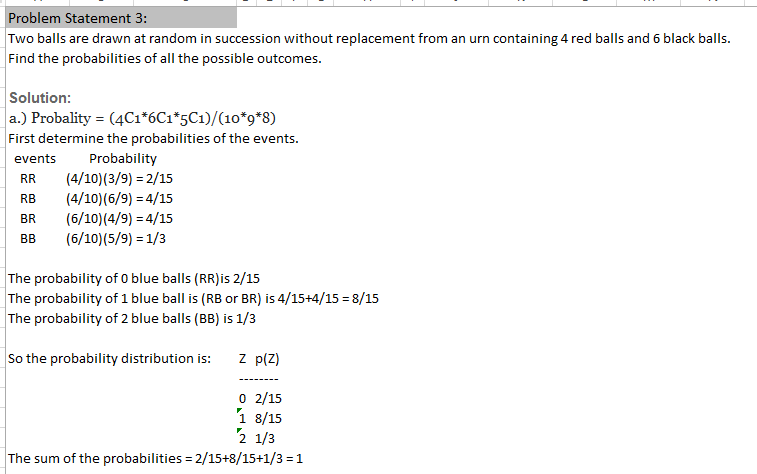 Problem Statement 3:
Two balls are drawn at random in succession without replacement from an urn containing 4 red balls and 6 black balls.
Find the probabilities of all the possible outcomes.
Solution:
a.) Probality = (4C1*6C1*5C1)/(10*9*8)
First determine the probabilities of the events.
events Probability
RR (4/10)(3/9) = 2/15
RB (4/10)(6/9) = 4/15
BR (6/10)(4/9) = 4/15
BB (6/10)(5/9) = 1/3
The probability of 0 blue balls (RR)is 2/15
The probability of 1 blue ball is (RB or BR) is 4/15+4/15 = 8/15
The probability of 2 blue balls (BB) is 1/3
So the probability distribution is: Z p(Z)
--------
0 2/15
1 8/15
2 1/3
The sum of the probabilities = 2/15+8/15+1/3 = 1